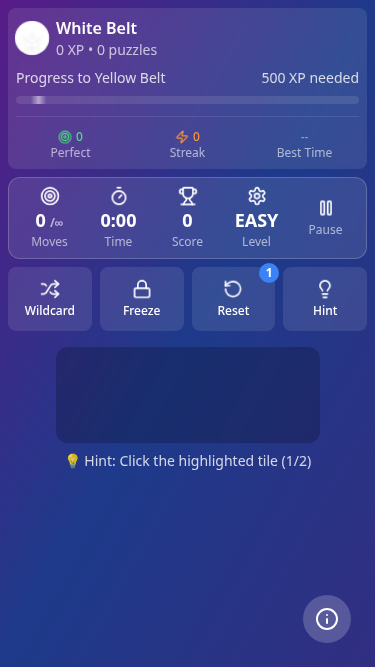 White Belt
0 XP • 0 puzzles
Progress to Yellow Belt 500 XP needed
0 0 --
Perfect Streak Best Time
0 /∞ 0:00 0 EASY
Moves Time Score Level Pause
1
Wildcard Freeze Reset Hint
💡 Hint: Click the highlighted tile (1/2)